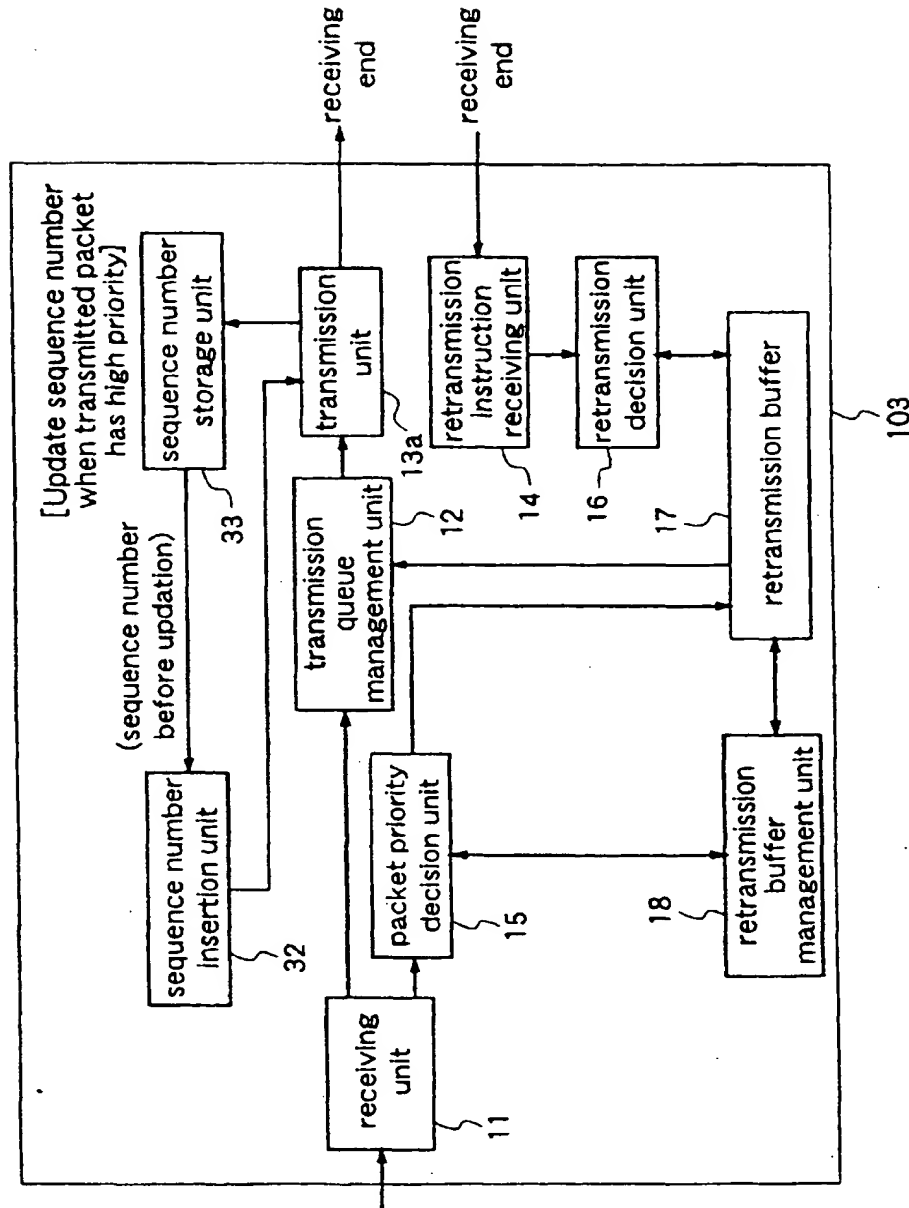 [Update sequence number
when transmitted packet
has high priority]
(sequence number
before updation)
sequence number
insertion unit
32
sequence number
storage unit
33
receiving
unit
11
transmission
queue
management unit
12
transmission
unit
13a
receiving
end
packet priority
decision unit
15
retransmission
Instruction
receiving unit
14
receiving
end
retransmission
decision unit
16
retransmission
buffer
management unit
18
retransmission buffer
17
103